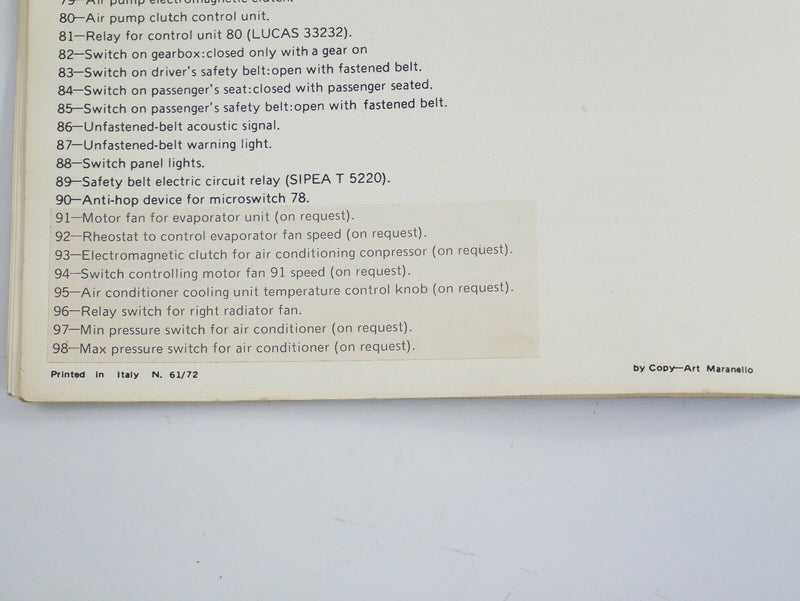 79—Air pump electromagnetic clutch.
80—Air pump clutch control unit.
81—Relay for control unit 80 (LUCAS 33232).
82—Switch on gearbox:closed only with a gear on
83—Switch on driver's safety belt:open with fastened belt.
84—Switch on passenger's seat:closed with passenger seated.
85—Switch on passenger's safety belt:open with fastened belt.
86—Unfastened-belt acoustic signal.
87—Unfastened-belt warning light.
88—Switch panel lights.
89—Safety belt electric circuit relay (SIPEA T 5220).
90—Anti-hop device for microswitch 78.
91—Motor fan for evaporator unit (on request).
92—Rheostat to control evaporator fan speed (on request).
93—Electromagnetic clutch for air conditioning conpressor (on request).
94—Switch controlling motor fan 91 speed (on request).
95—Air conditioner cooling unit temperature control knob (on request).
96—Relay switch for right radiator fan.
97—Min pressure switch for air conditioner (on request).
98—Max pressure switch for air conditioner (on request).
Printed in Italy N. 61/72
by Copy—Art Maranello